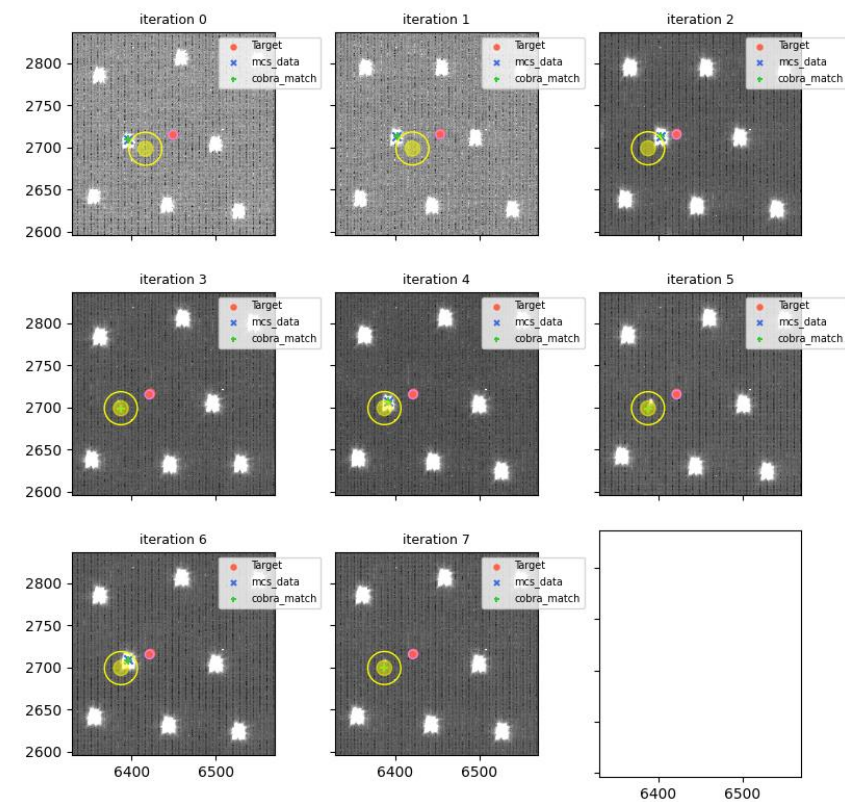 iteration 0
iteration 1
iteration 2
Target
mcs_data
cobra_match
Target
mcs_data
cobra_match
Target
mcs_data
cobra_match
2800
2750
2700
2650
2600
iteration 3
iteration 4
iteration 5
Target
mcs_data
cobra_match
Target
mcs_data
cobra_match
Target
mcs_data
cobra_match
2800
2750
2700
2650
2600
iteration 6
iteration 7
Target
mcs_data
cobra_match
Target
mcs_data
cobra_match
2800
2750
2700
2650
2600
6400 6500
6400 6500
6400 6500